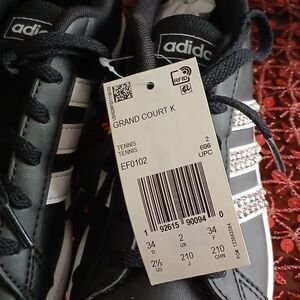 adidas
adidas
RFID
GRAND COURT K
TENNIS
TENNIS
EF0102
2
696
UPC
1 92615 90094 0
34 2 34
D UK F
2½ 210 210
US J CHN